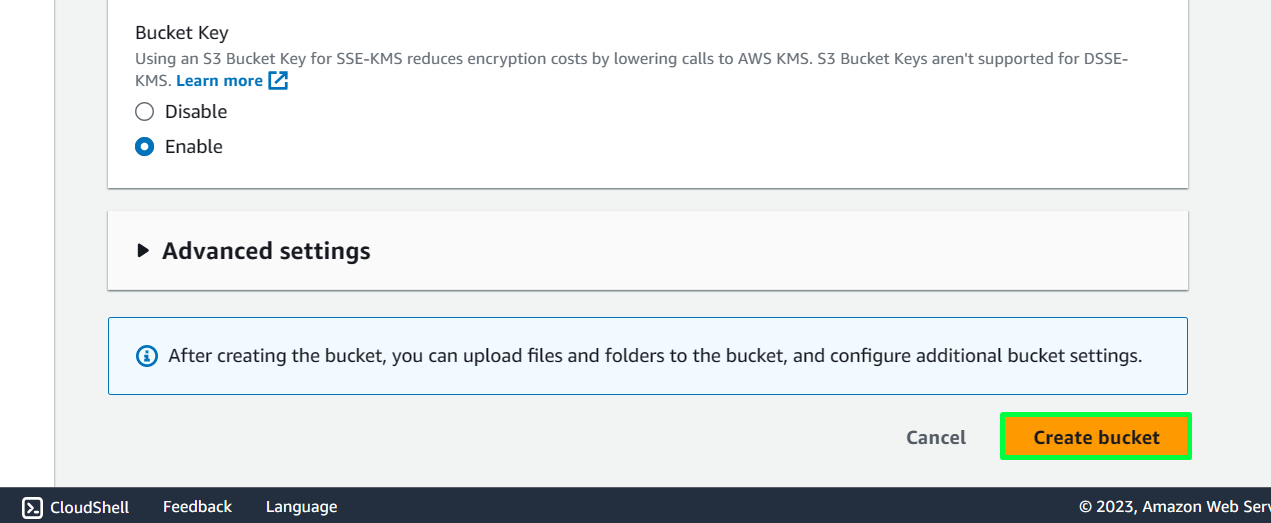 Bucket Key
Using an S3 Bucket Key for SSE-KMS reduces encryption costs by lowering calls to AWS KMS. S3 Bucket Keys aren't supported for DSSE-
KMS. Learn more
Disable
Enable
Advanced settings
After creating the bucket, you can upload files and folders to the bucket, and configure additional bucket settings.
Cancel Create bucket
CloudShell Feedback Language © 2023, Amazon Web Serv